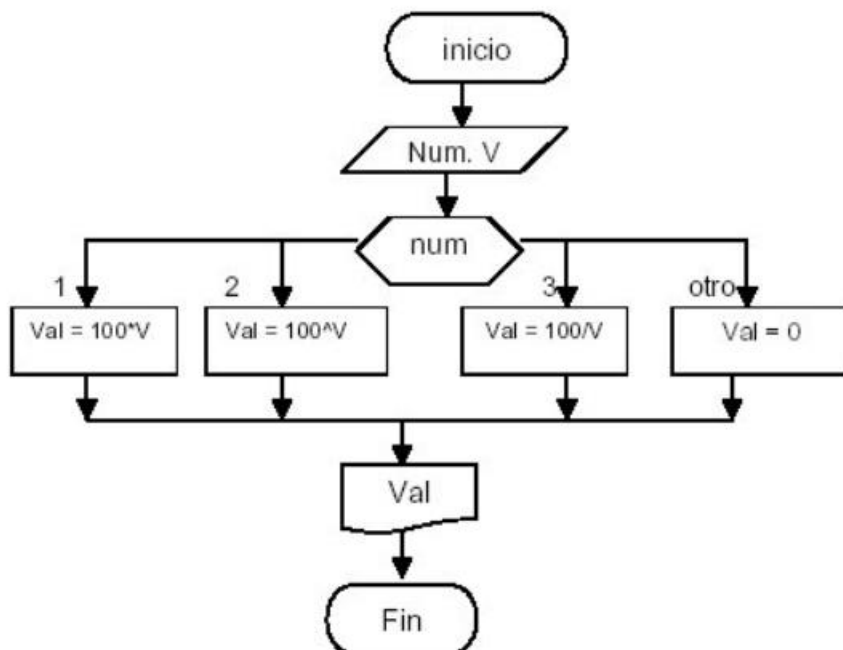 inicio
Num. V
num
1
2
3
otro
Val = 100*V
Val = 100^V
Val = 100/V
Val = 0
Val
Fin